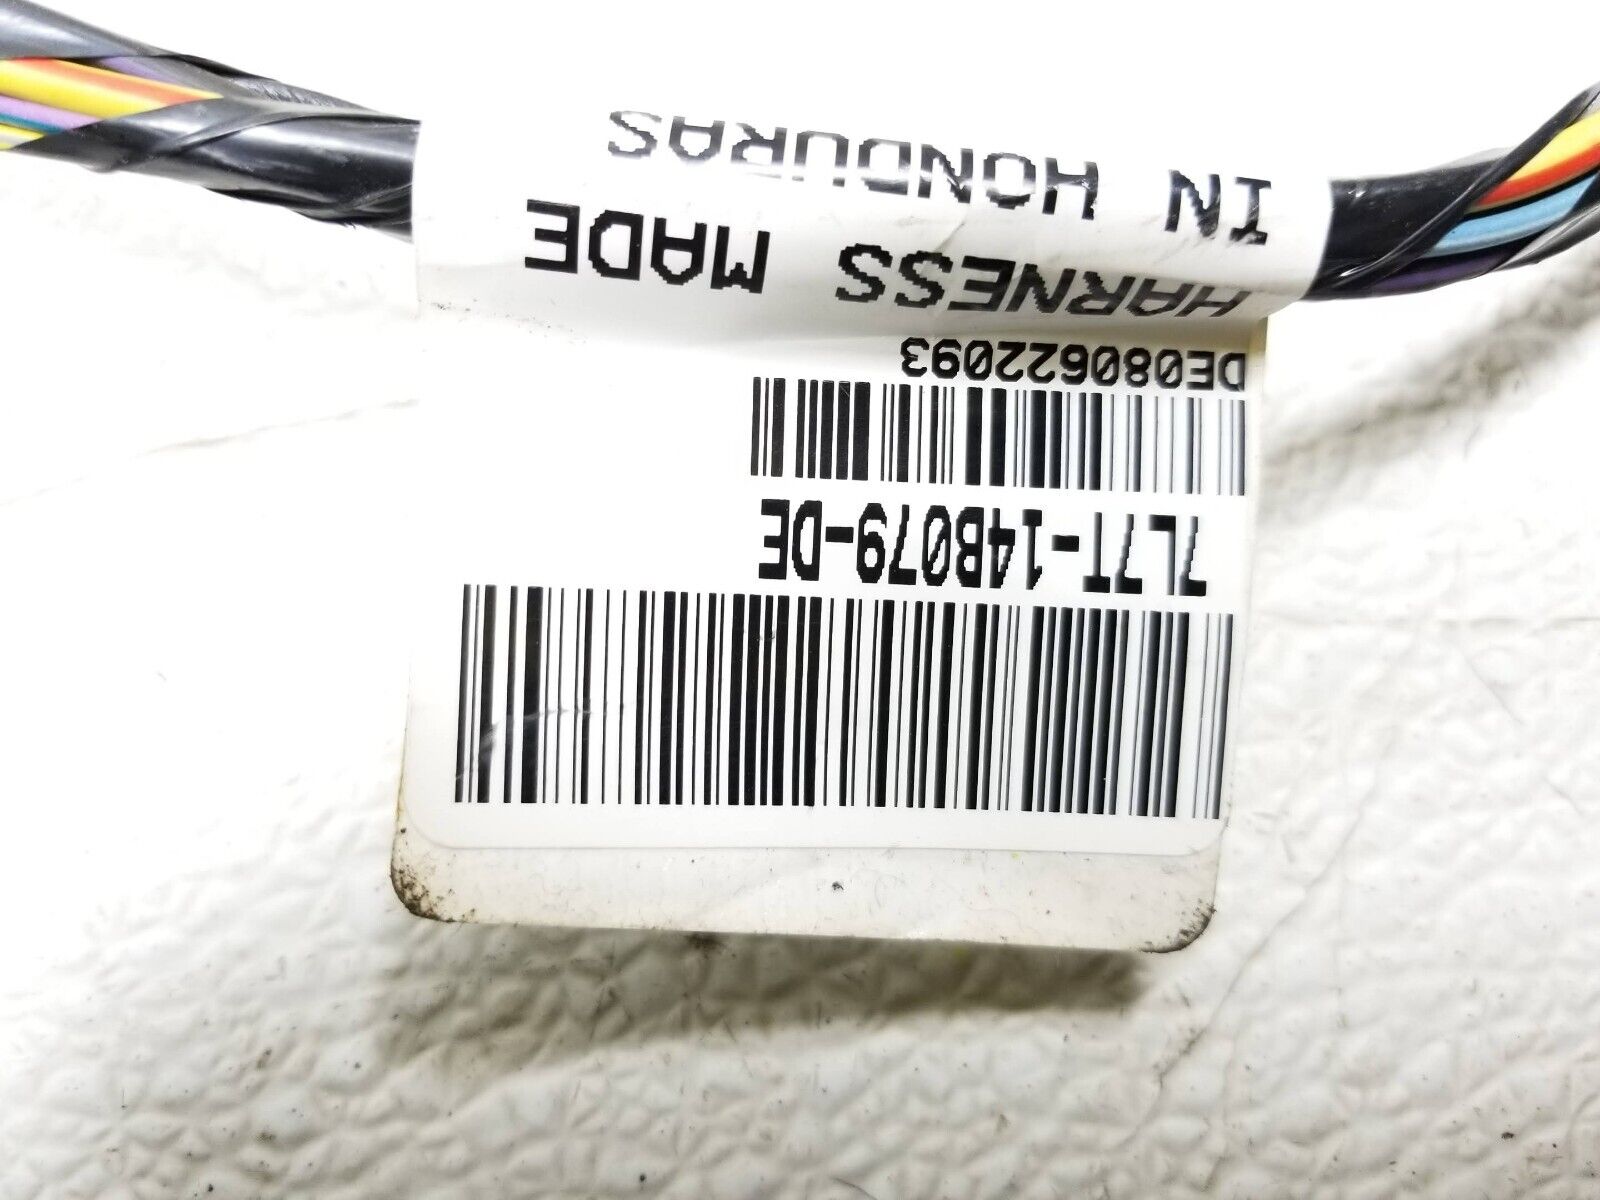 7L7T-14B079-DE
DE080622093
HARNESS MADE
IN HONDURAS